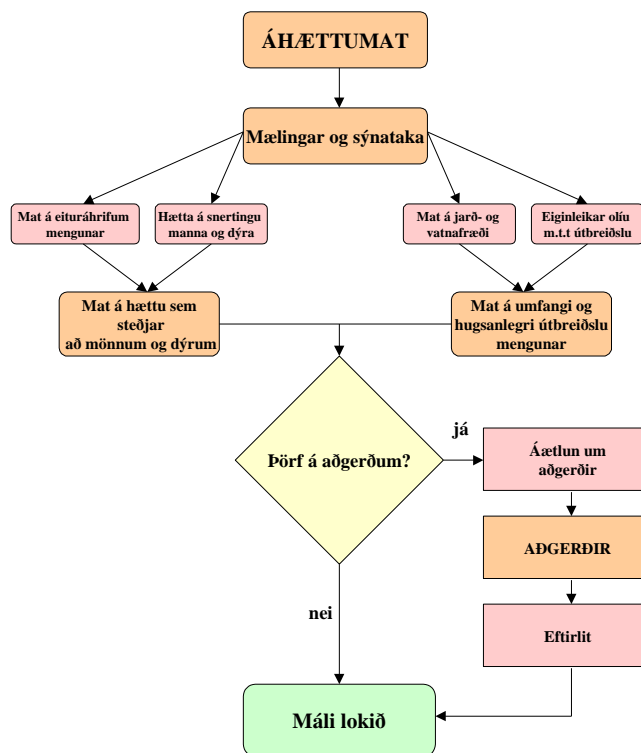 ÁHÆTTUMAT
Mælingar og sýnataka
Mat á eituráhrifum
mengunar
Hætta á snertingu
manna og dýra
Mat á jarð- og
vatnafræði
Eiginleikar olíu
m.t.t útbreiðslu
Mat á hættu sem
steðjar
að mönnum og dýrum
Mat á umfangi og
hugsanlegri útbreiðslu
mengunar
Þörf á aðgerðum?
já
Áætlun um
aðgerðir
AÐGERÐIR
nei
Eftirlit
Máli lokið